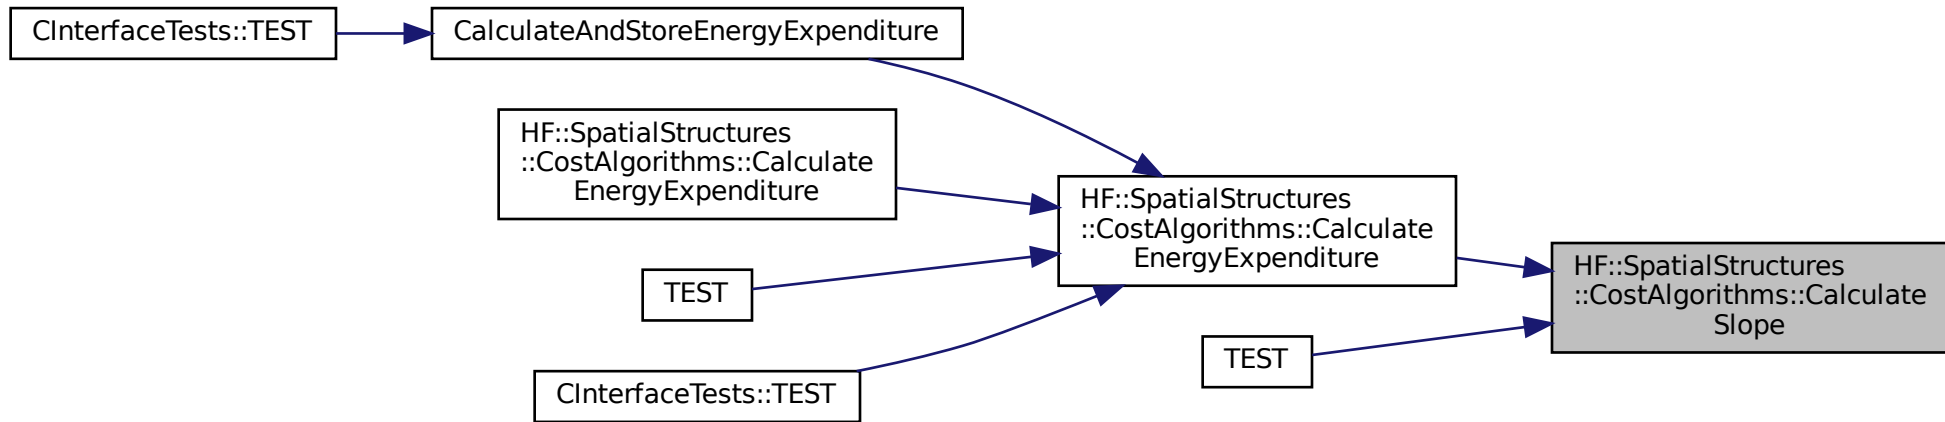 CInterfaceTests::TEST
CalculateAndStoreEnergyExpenditure
HF::SpatialStructures
::CostAlgorithms::Calculate
EnergyExpenditure
TEST
CInterfaceTests::TEST
HF::SpatialStructures
::CostAlgorithms::Calculate
EnergyExpenditure
TEST
HF::SpatialStructures
::CostAlgorithms::Calculate
Slope